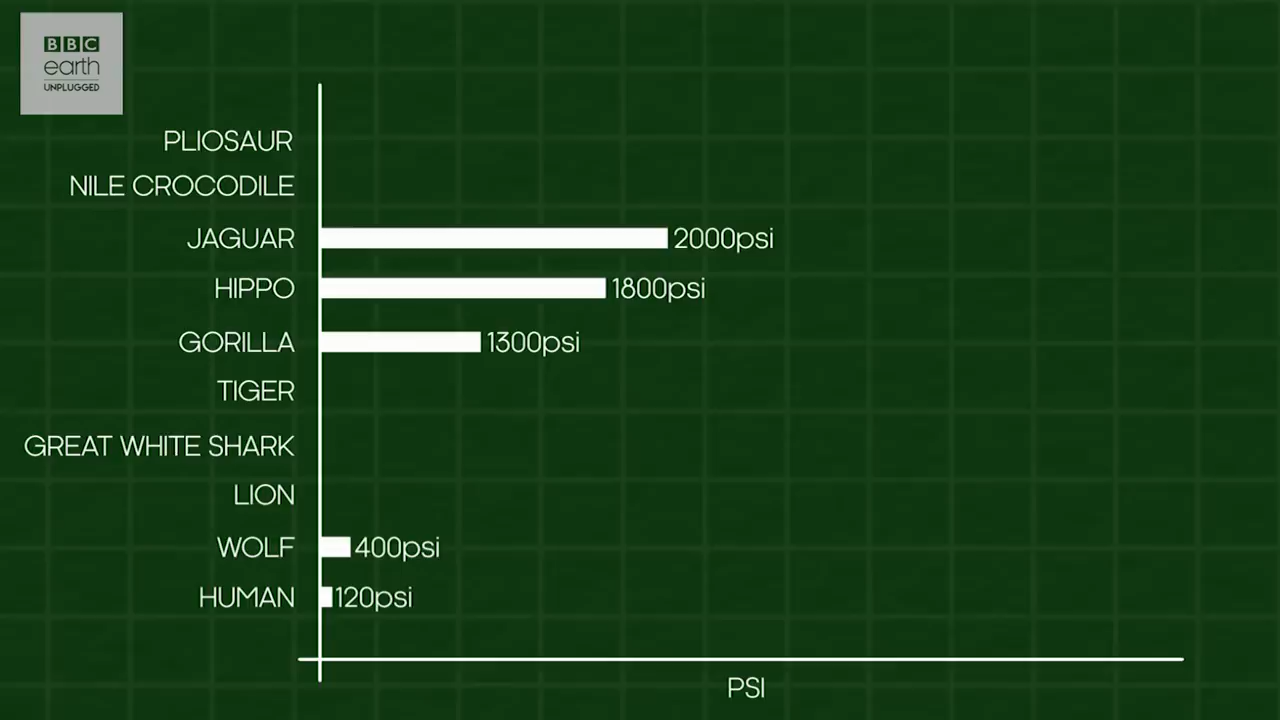 BBC
earth
UNPLUGGED
PLIOSAUR
NILE CROCODILE
JAGUAR 2000psi
HIPPO 1800psi
GORILLA 1300psi
TIGER
GREAT WHITE SHARK
LION
WOLF 400psi
HUMAN 120psi
PSI